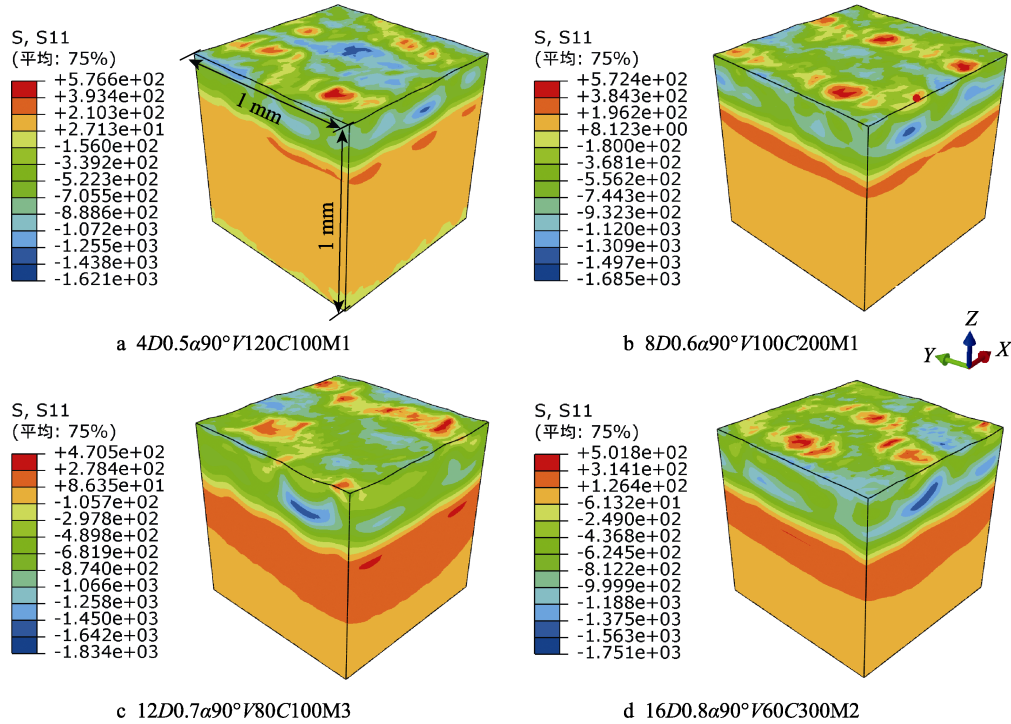 S, S11
(平均: 75%)
+5.766e+02
+3.934e+02
+2.103e+02
+2.713e+01
-1.560e+02
-3.392e+02
-5.223e+02
-7.055e+02
-8.886e+02
-1.072e+03
-1.255e+03
-1.438e+03
-1.621e+03
1 mm
1 mm
a 4D0.5α90°V120C100M1
S, S11
(平均: 75%)
+5.724e+02
+3.843e+02
+1.962e+02
+8.123e+00
-1.800e+02
-3.681e+02
-5.562e+02
-7.443e+02
-9.323e+02
-1.120e+03
-1.309e+03
-1.497e+03
-1.685e+03
b 8D0.6α90°V100C200M1
Z
Y
X
S, S11
(平均: 75%)
+4.705e+02
+2.784e+02
+8.635e+01
-1.057e+02
-2.978e+02
-4.898e+02
-6.819e+02
-8.740e+02
-1.066e+03
-1.258e+03
-1.450e+03
-1.642e+03
-1.834e+03
c 12D0.7α90°V80C100M3
S, S11
(平均: 75%)
+5.018e+02
+3.141e+02
+1.264e+02
-6.132e+01
-2.490e+02
-4.368e+02
-6.245e+02
-8.122e+02
-9.999e+02
-1.188e+03
-1.375e+03
-1.563e+03
-1.751e+03
d 16D0.8α90°V60C300M2